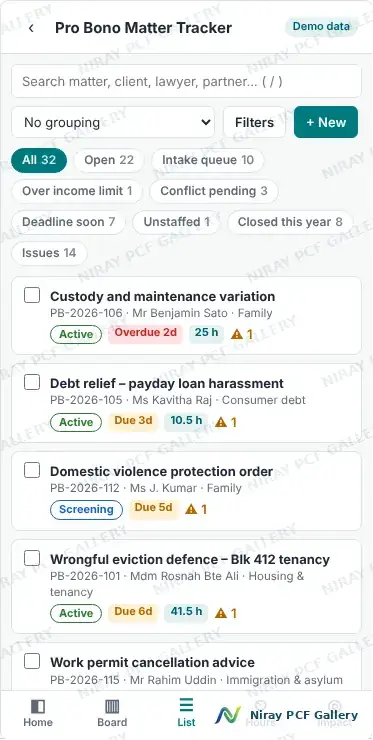 Pro Bono Matter Tracker
Demo data
Search matter, client, lawyer, partner... ( / )
No grouping
Filters
+ New
All 32
Open 22
Intake queue 10
Over income limit 1
Conflict pending 3
Deadline soon 7
Unstaffed 1
Closed this year 8
Issues 14
Custody and maintenance variation
PB-2026-106 · Mr Benjamin Sato · Family
Active
Overdue 2d
25 h
⚠ 1
Debt relief – payday loan harassment
PB-2026-105 · Ms Kavitha Raj · Consumer debt
Active
Due 3d
10.5 h
⚠ 1
Domestic violence protection order
PB-2026-112 · Ms J. Kumar · Family
Screening
Due 5d
⚠ 1
Wrongful eviction defence – Blk 412 tenancy
PB-2026-101 · Mdm Rosnah Bte Ali · Housing &
tenancy
Active
Due 6d
41.5 h
⚠ 1
Work permit cancellation advice
PB-2026-115 · Mr Rahim Uddin · Immigration & asylum
Home
Board
List
Hours
Impact
Niray PCF Gallery
NIRAY PCF GALLERY